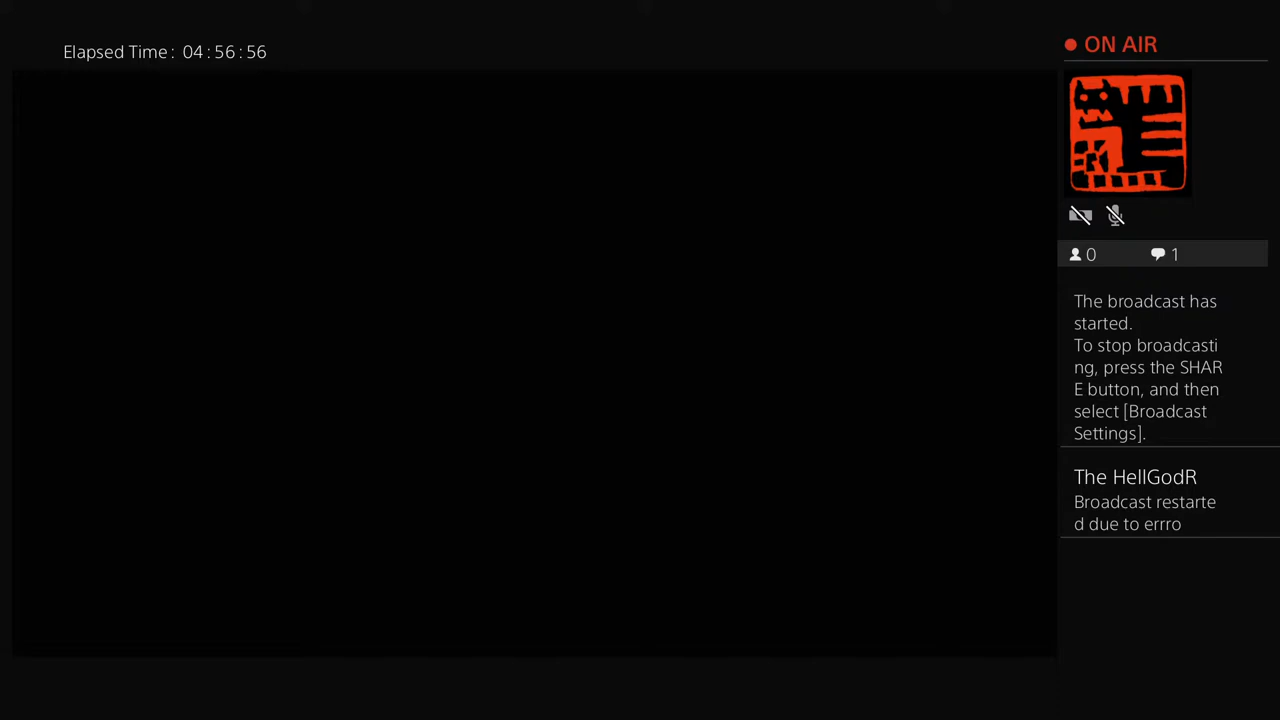 Elapsed Time: 04:56:56
ON AIR
0 1
The broadcast has
started.
To stop broadcasti
ng, press the SHAR
E button, and then
select [Broadcast
Settings].
The HellGodR
Broadcast restarte
d due to errro